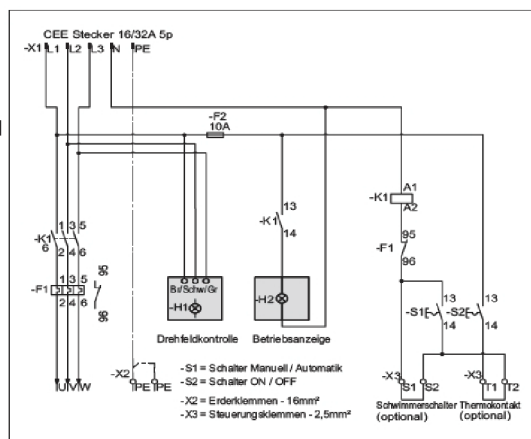 CEE Stecker 16/32A 5p
-X1 L1 L2 L3 N PE
-F2
10A
A1
-K1
A2
13
-K1
14
95
-F1
96
1 3 5
-K1
6
2 4 6
1 3 5
-F1
2 4 6
95
96
Br/Schw/Gr
-H1
-H2
13
-S1
14
13
-S2
14
Drehfeldkontrolle
Betriebsanzeige
U V W
-X2
PE PE
-X3
S1 S2
-X3
T1 T2
Schwimmerschalter
(optional)
Thermokontakt
(optional)
-S1 = Schalter Manuell / Automatik
-S2 = Schalter ON / OFF
-X2 = Erderklemmen - 16mm²
-X3 = Steuerungsklemmen - 2,5mm²